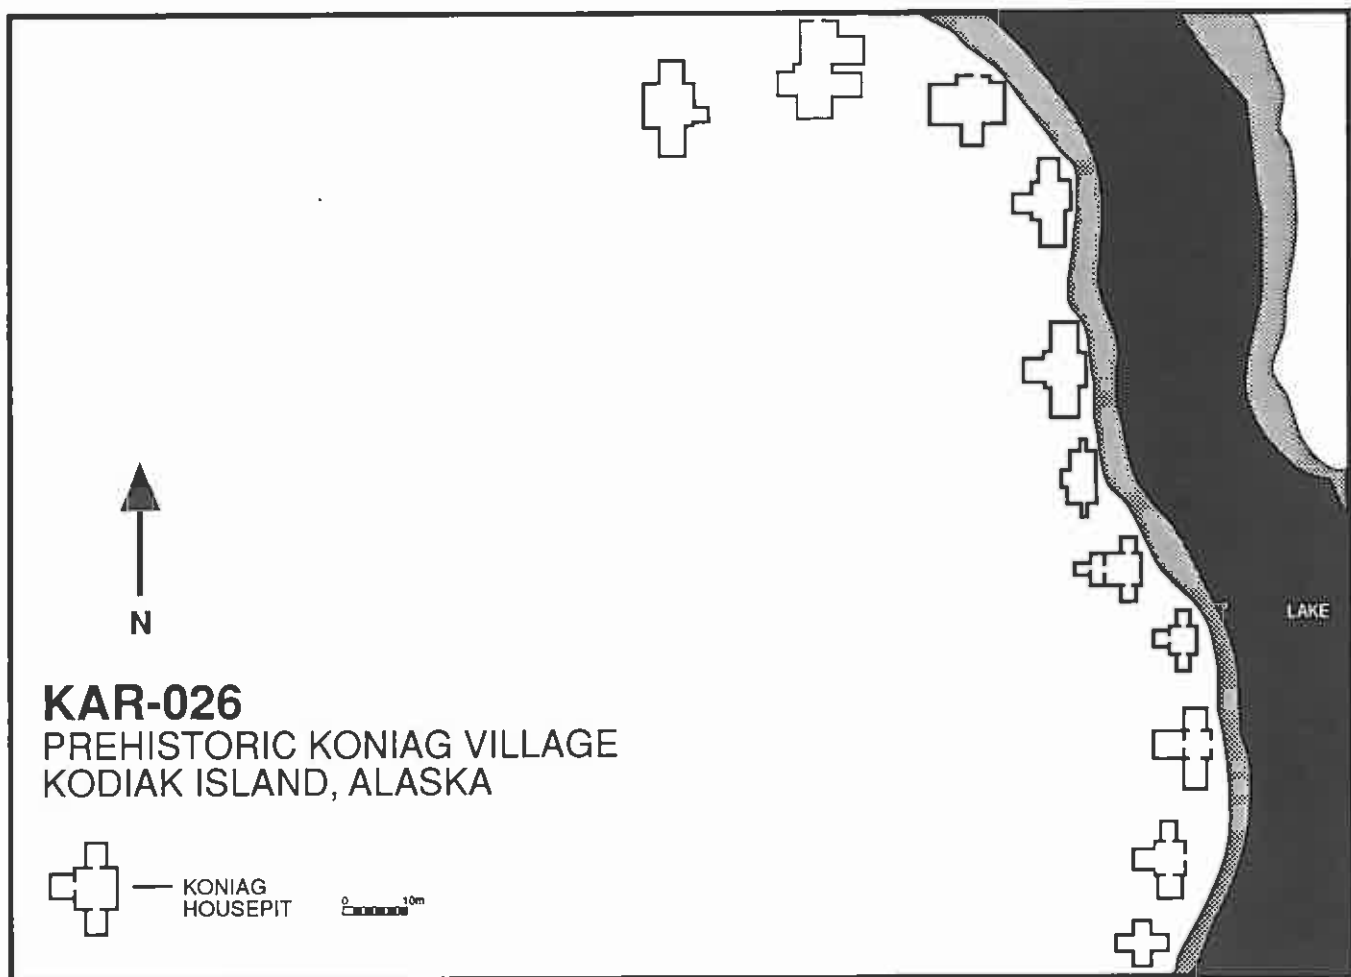 LAKE
N
KAR-026
PREHISTORIC KONIAG VILLAGE
KODIAK ISLAND, ALASKA
KONIAG
HOUSEPIT
0 10m